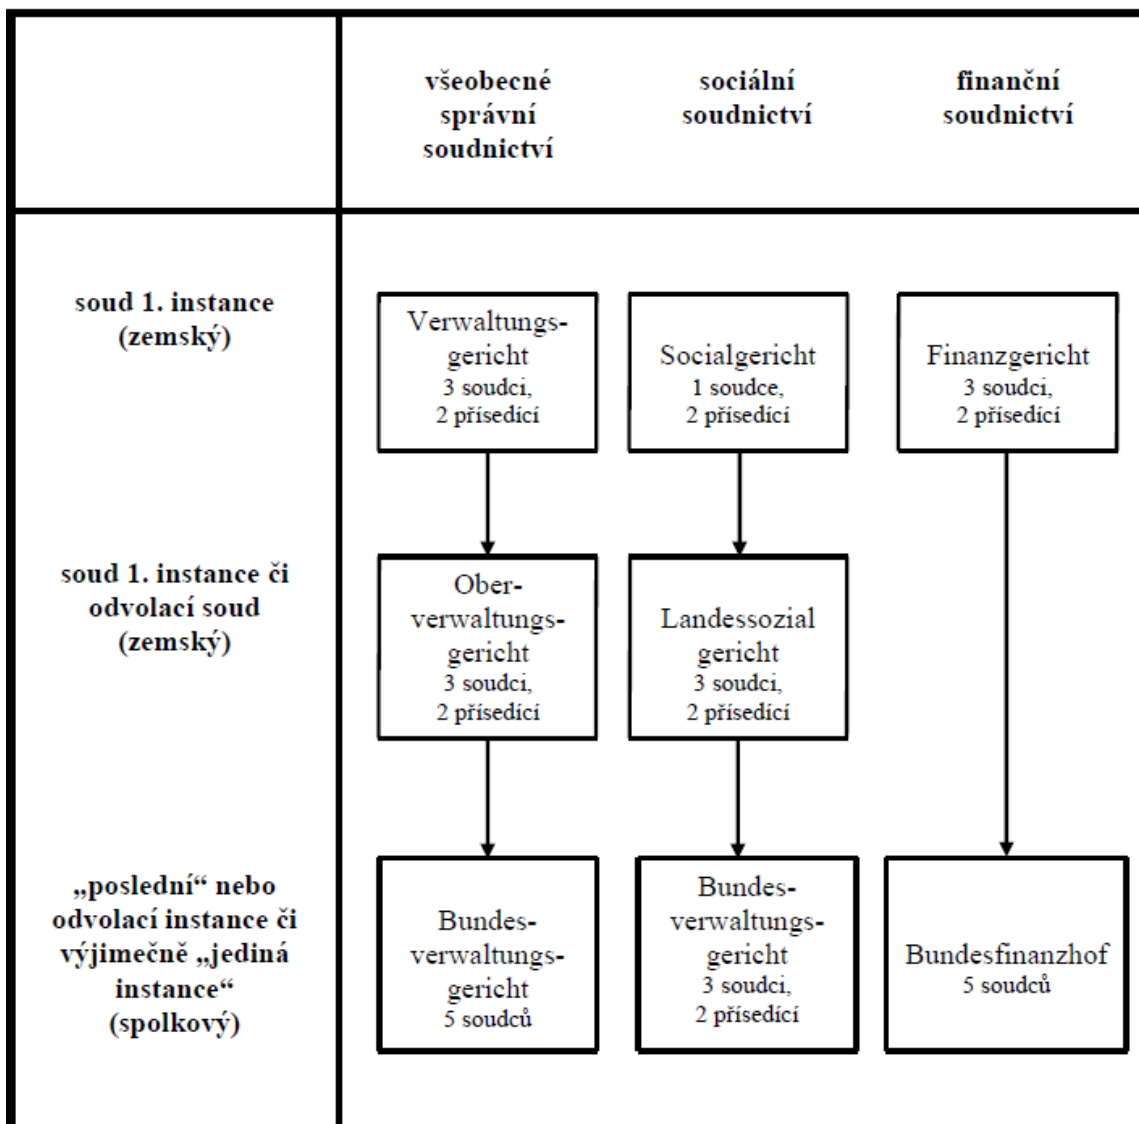 všeobecné
správní
soudnictví
sociální
soudnictví
finanční
soudnictví
soud 1. instance
(zemský)
Verwaltungs-
gericht
3 soudci,
2 přísedící
Socialgericht
1 soudce,
2 přísedící
Finanzgericht
3 soudci,
2 přísedící
soud 1. instance či
odvolací soud
(zemský)
Ober-
verwaltungs-
gericht
3 soudci,
2 přísedící
Landessozial
gericht
3 soudci,
2 přísedící
„poslední“ nebo
odvolací instance či
výjimečně „jediná
instance“
(spolkový)
Bundes-
verwaltungs-
gericht
5 soudců
Bundes-
verwaltungs-
gericht
3 soudci,
2 přísedící
Bundesfinanzhof
5 soudců